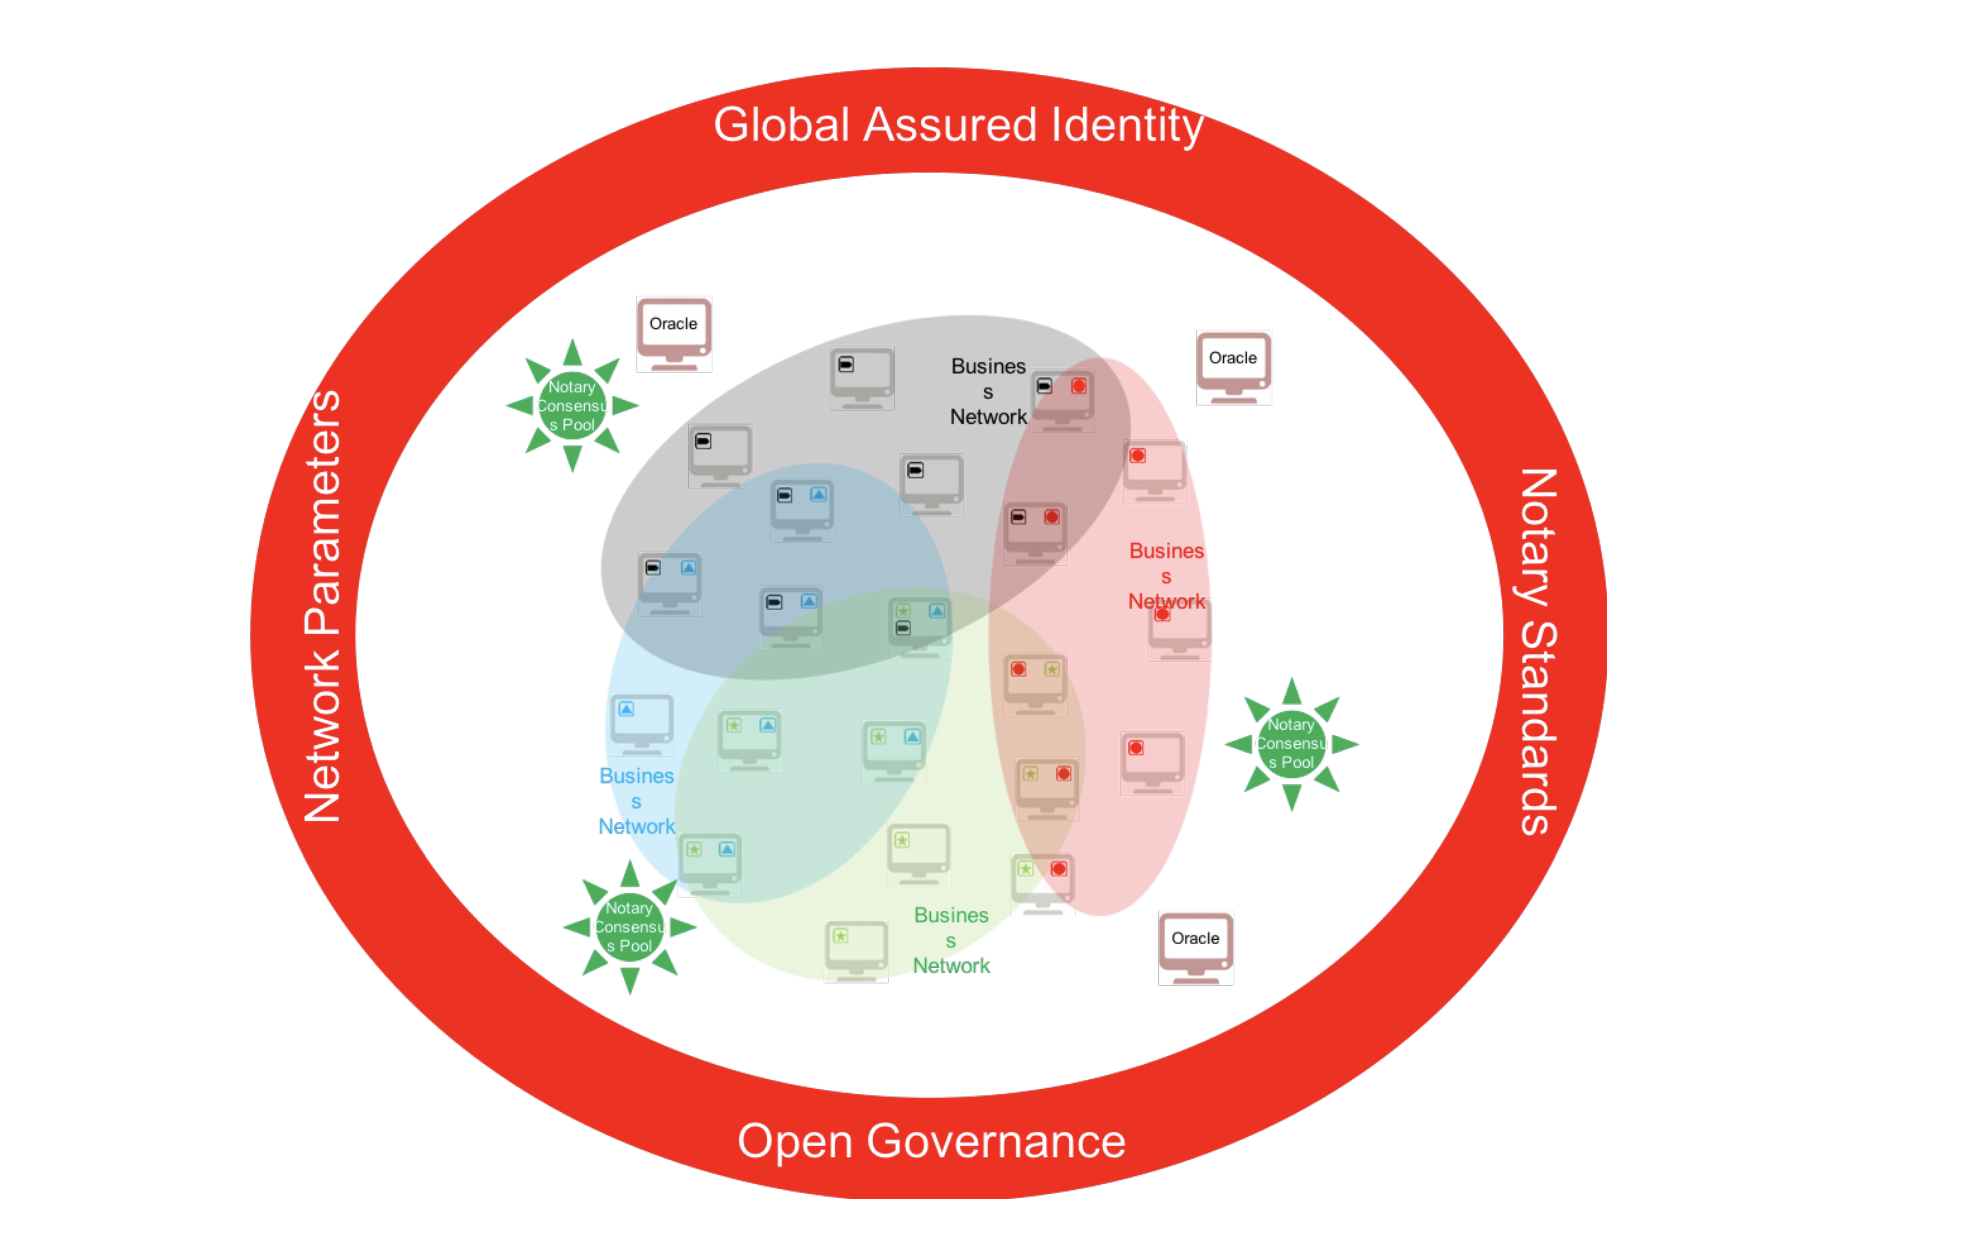 Global Assured Identity
Network Parameters
Notary Standards
Oracle
Oracle
Notary
Consensu
s Pool
Busines
s
Network
Busines
s
Network
Notary
Consensu
s Pool
Busines
s
Network
Notary
Consensu
s Pool
Busines
s
Network
Oracle
Open Governance